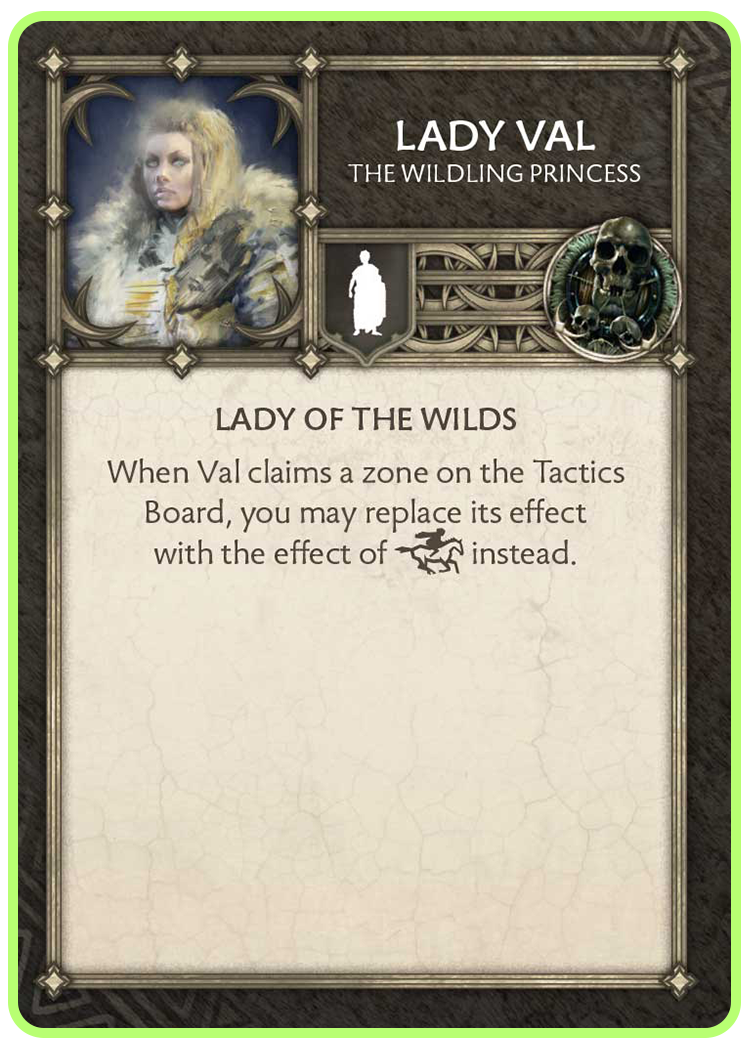 LADY VAL
THE WILDLING PRINCESS
LADY OF THE WILDS
When Val claims a zone on the Tactics
Board, you may replace its effect
with the effect of instead.